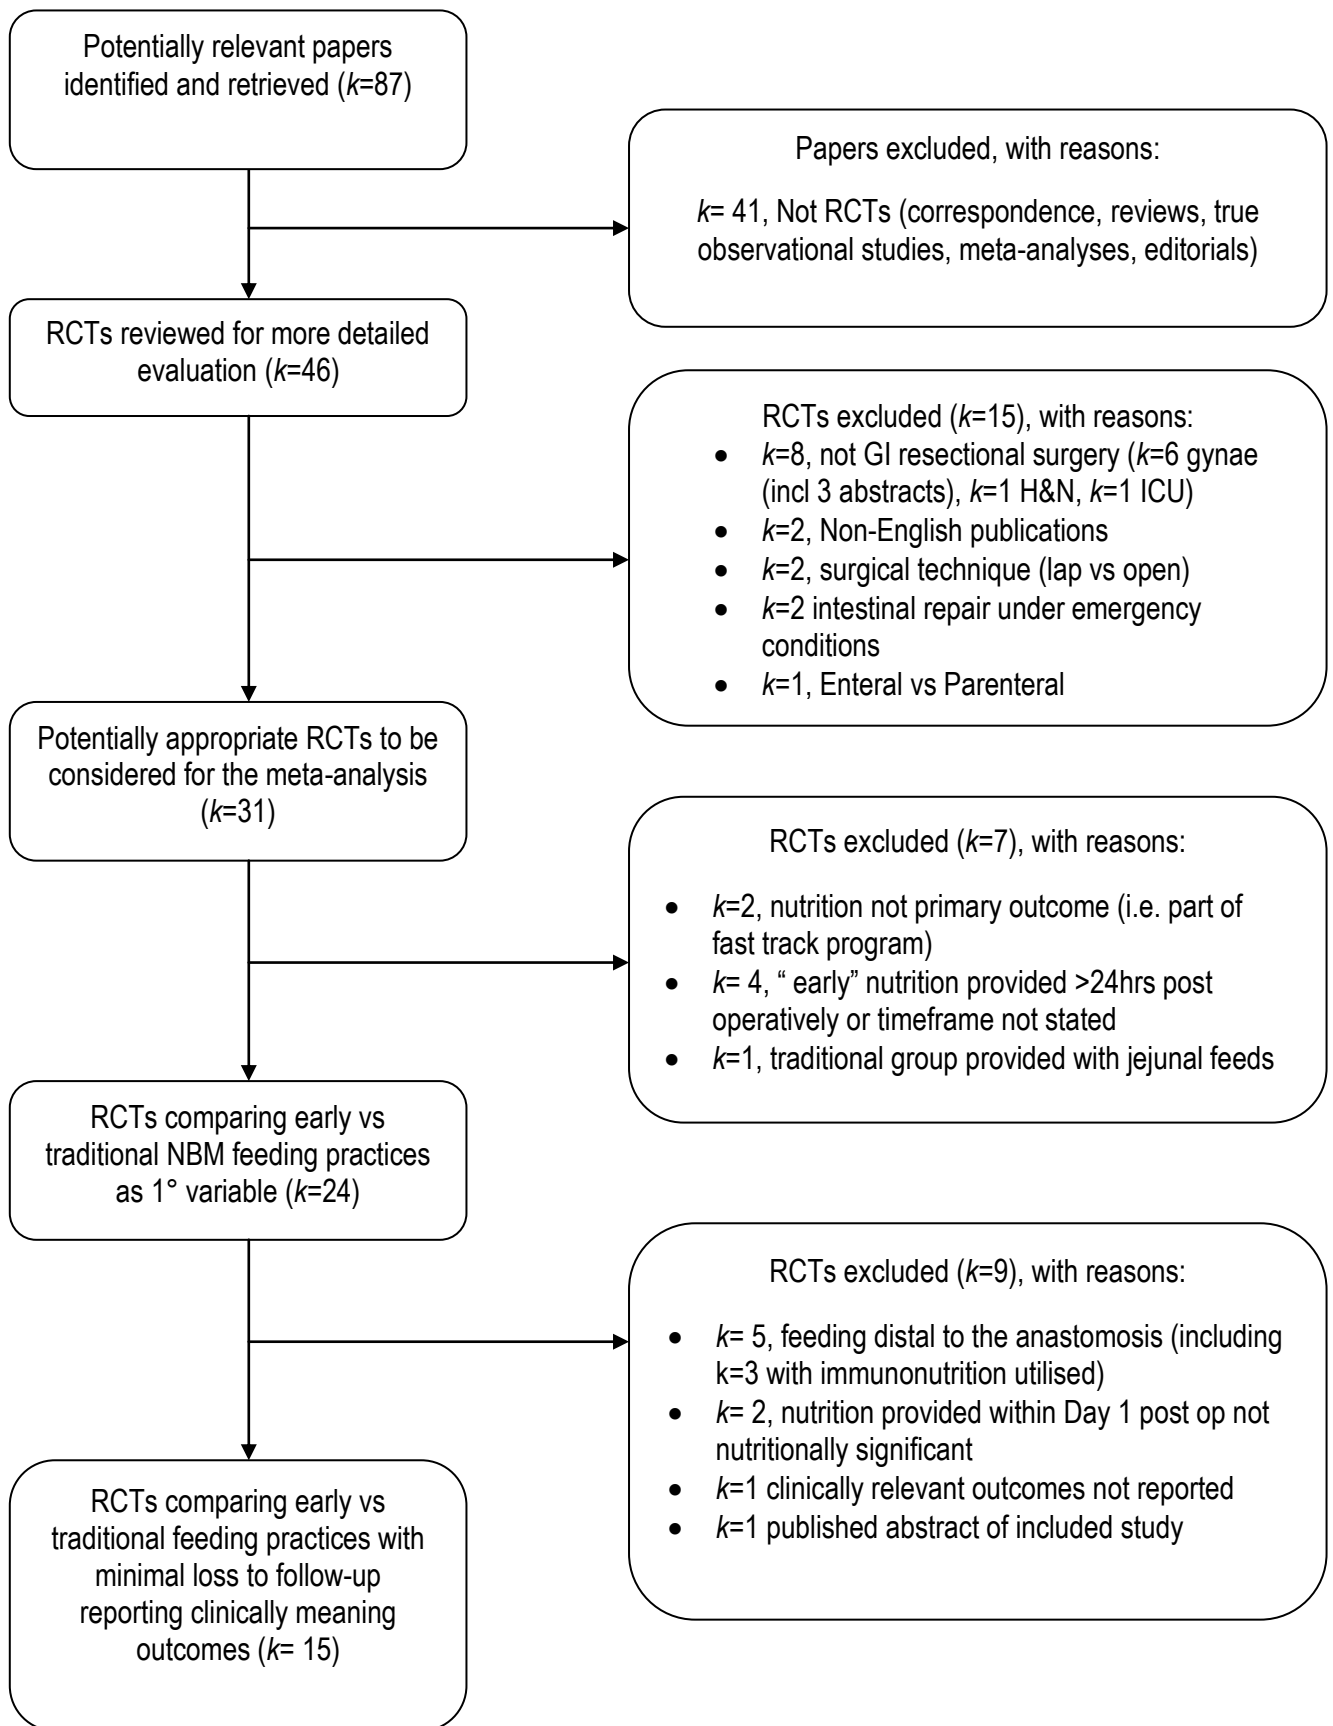 Potentially relevant papers
identified and retrieved (k=87)
Papers excluded, with reasons:
k= 41, Not RCTs (correspondence, reviews, true
observational studies, meta-analyses, editorials)
RCTs reviewed for more detailed
evaluation (k=46)
RCTs excluded (k=15), with reasons:
• k=8, not GI resectional surgery (k=6 gynae
(incl 3 abstracts), k=1 H&N, k=1 ICU)
• k=2, Non-English publications
• k=2, surgical technique (lap vs open)
• k=2 intestinal repair under emergency
conditions
• k=1, Enteral vs Parenteral
Potentially appropriate RCTs to be
considered for the meta-analysis
(k=31)
RCTs excluded (k=7), with reasons:
• k=2, nutrition not primary outcome (i.e. part of
fast track program)
• k= 4, “ early” nutrition provided >24hrs post
operatively or timeframe not stated
• k=1, traditional group provided with jejunal feeds
RCTs comparing early vs
traditional NBM feeding practices
as 1° variable (k=24)
RCTs excluded (k=9), with reasons:
• k= 5, feeding distal to the anastomosis (including
k=3 with immunonutrition utilised)
• k= 2, nutrition provided within Day 1 post op not
nutritionally significant
• k=1 clinically relevant outcomes not reported
• k=1 published abstract of included study
RCTs comparing early vs
traditional feeding practices with
minimal loss to follow-up
reporting clinically meaning
outcomes (k= 15)